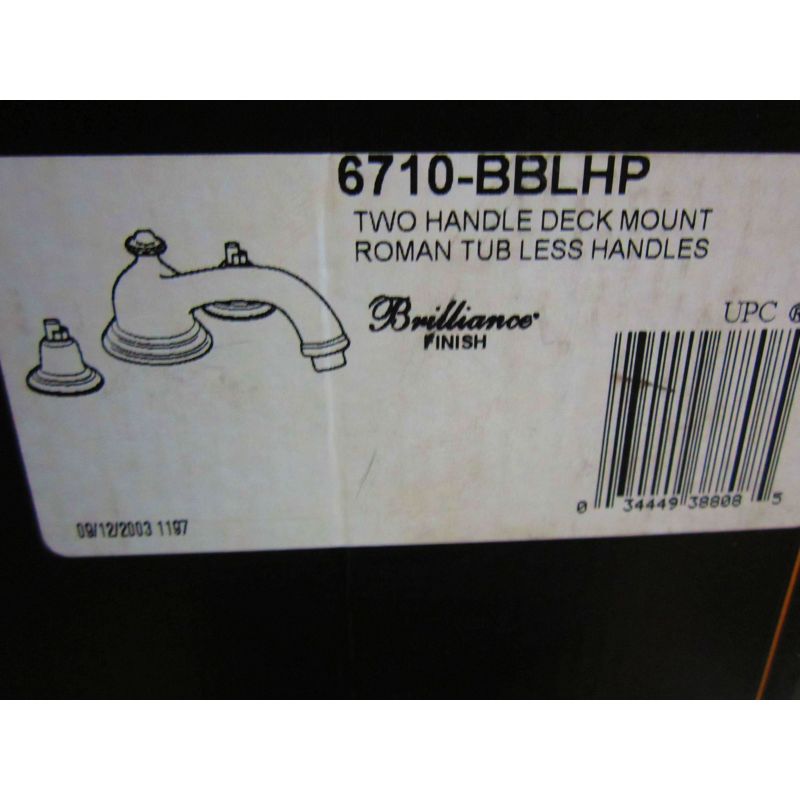 6710-BBLHP
TWO HANDLE DECK MOUNT
ROMAN TUB LESS HANDLES
Brilliance®
FINISH
UPC ®
0 34449 38808 5
09/12/2003 1197